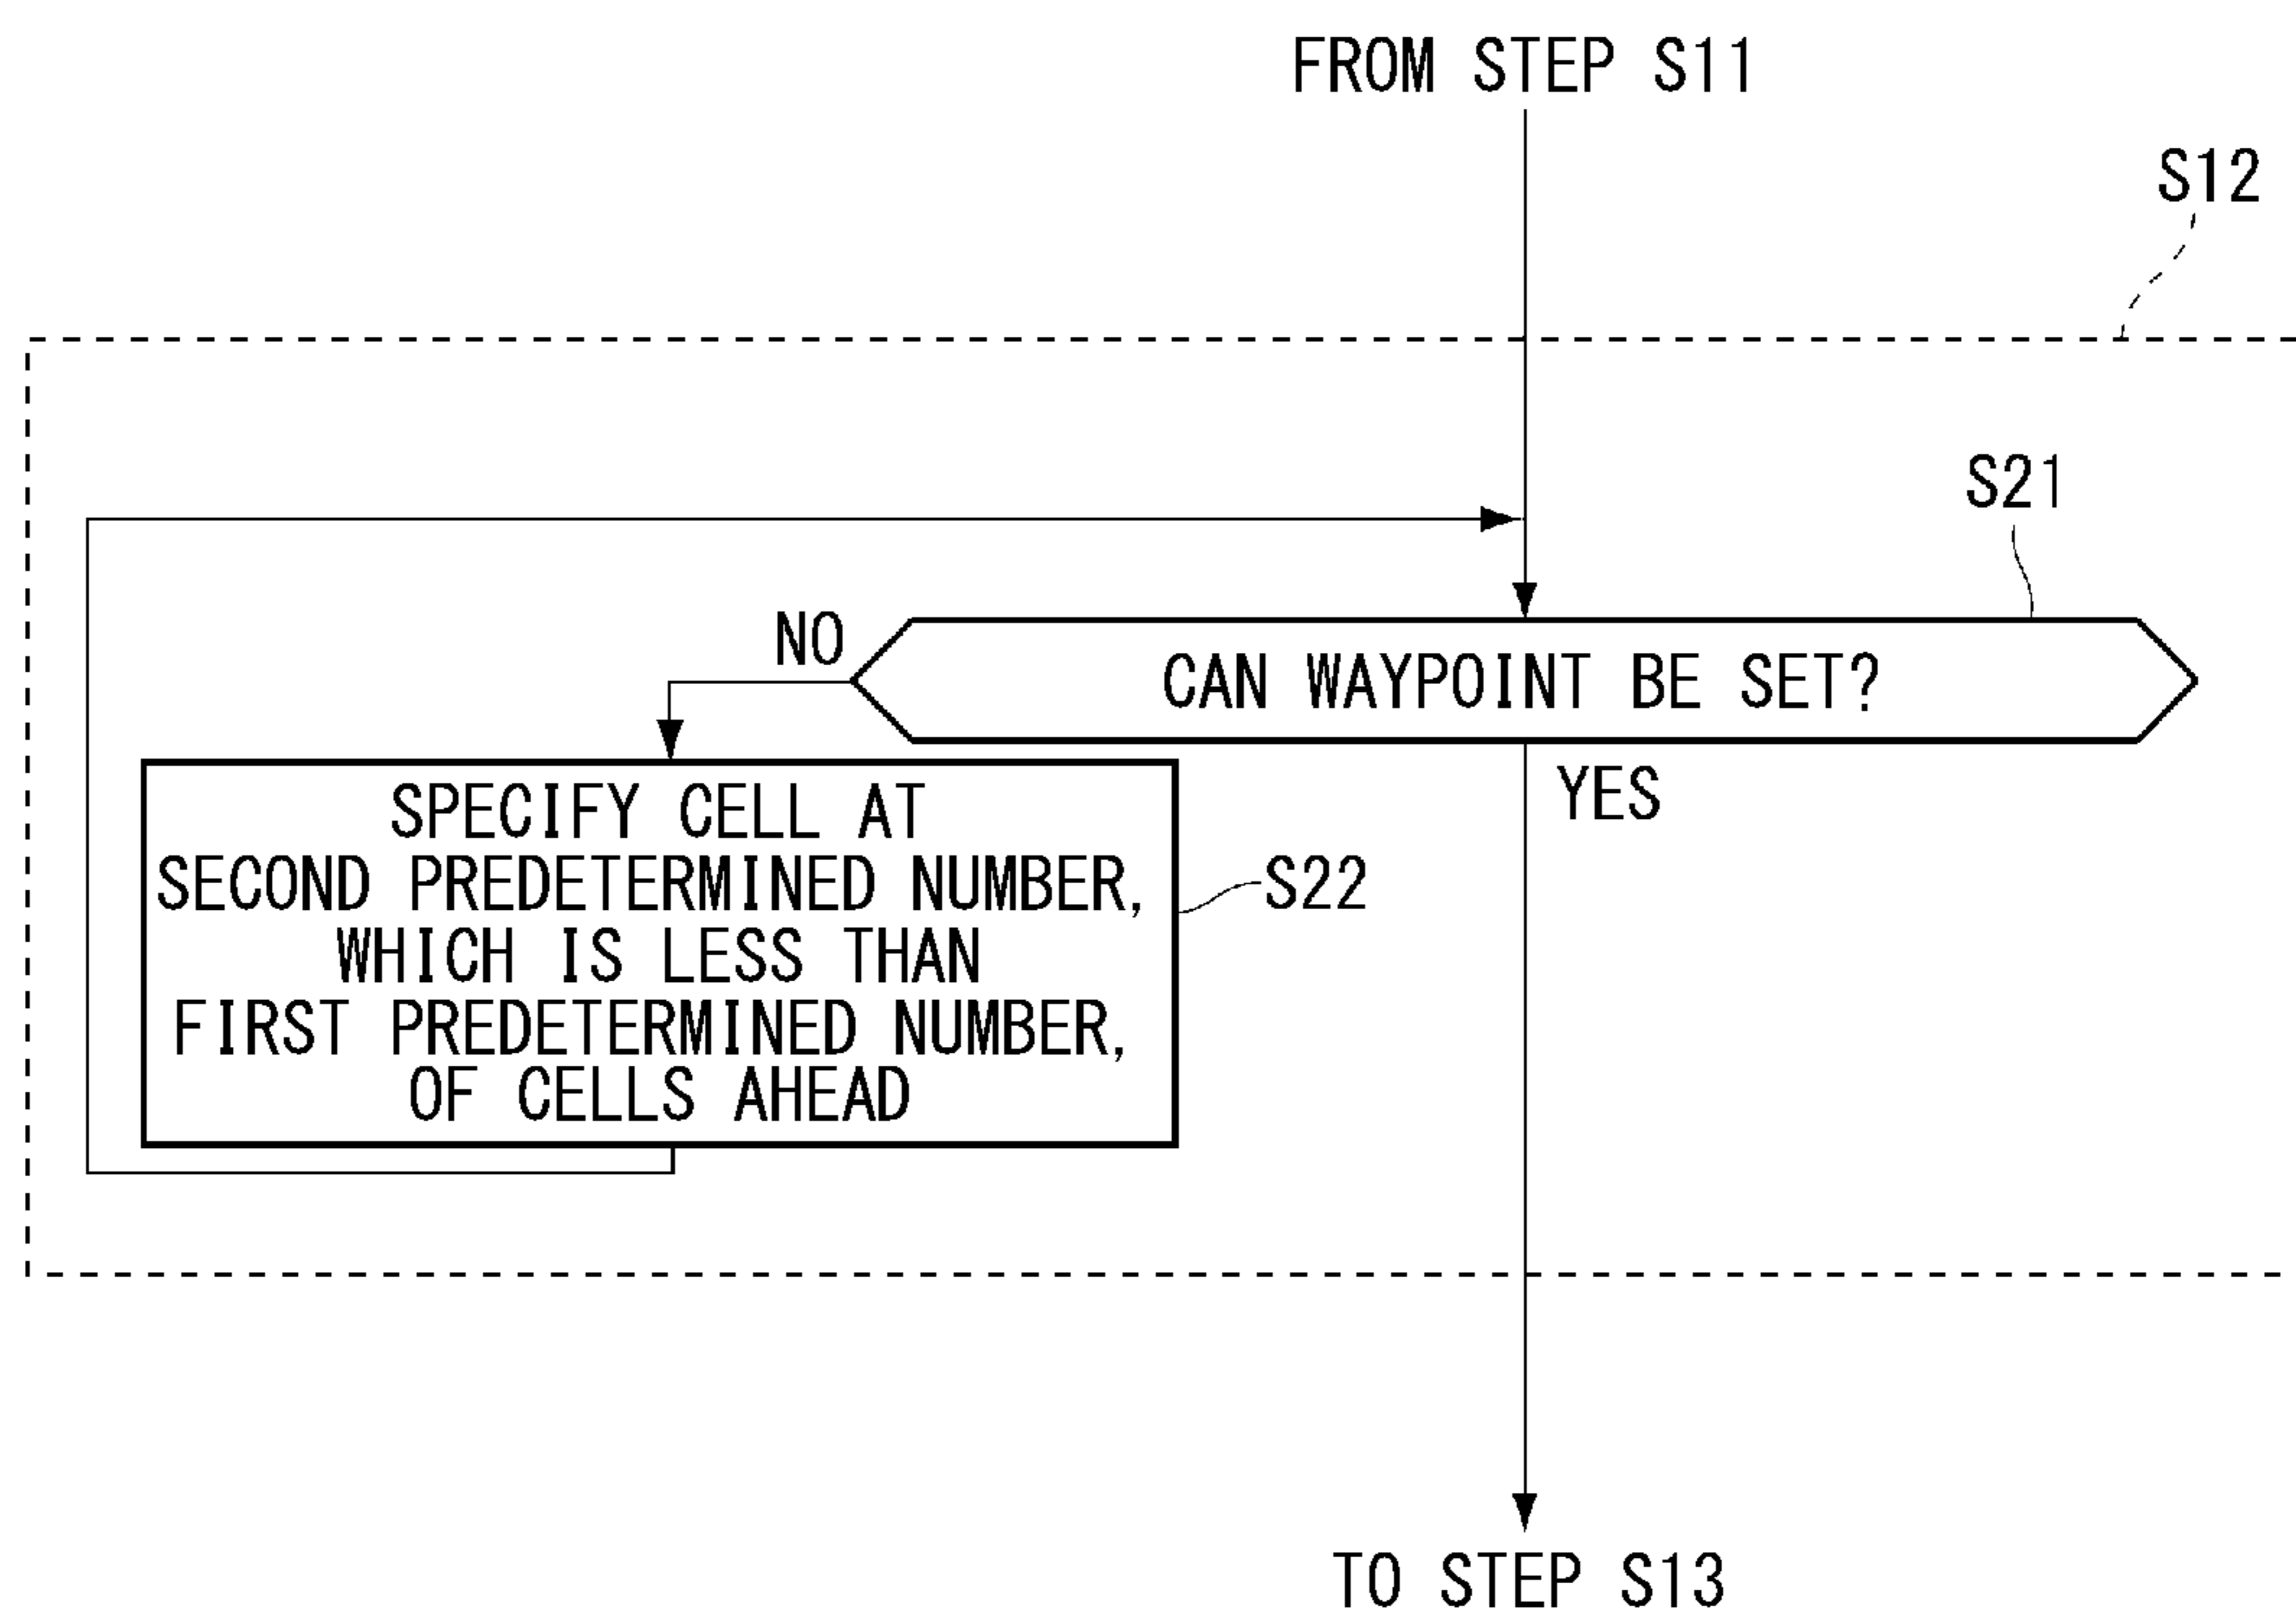 FROM STEP S11
S12
S21
NO
CAN WAYPOINT BE SET?
YES
SPECIFY CELL AT
SECOND PREDETERMINED NUMBER,
WHICH IS LESS THAN
FIRST PREDETERMINED NUMBER,
OF CELLS AHEAD
S22
TO STEP S13